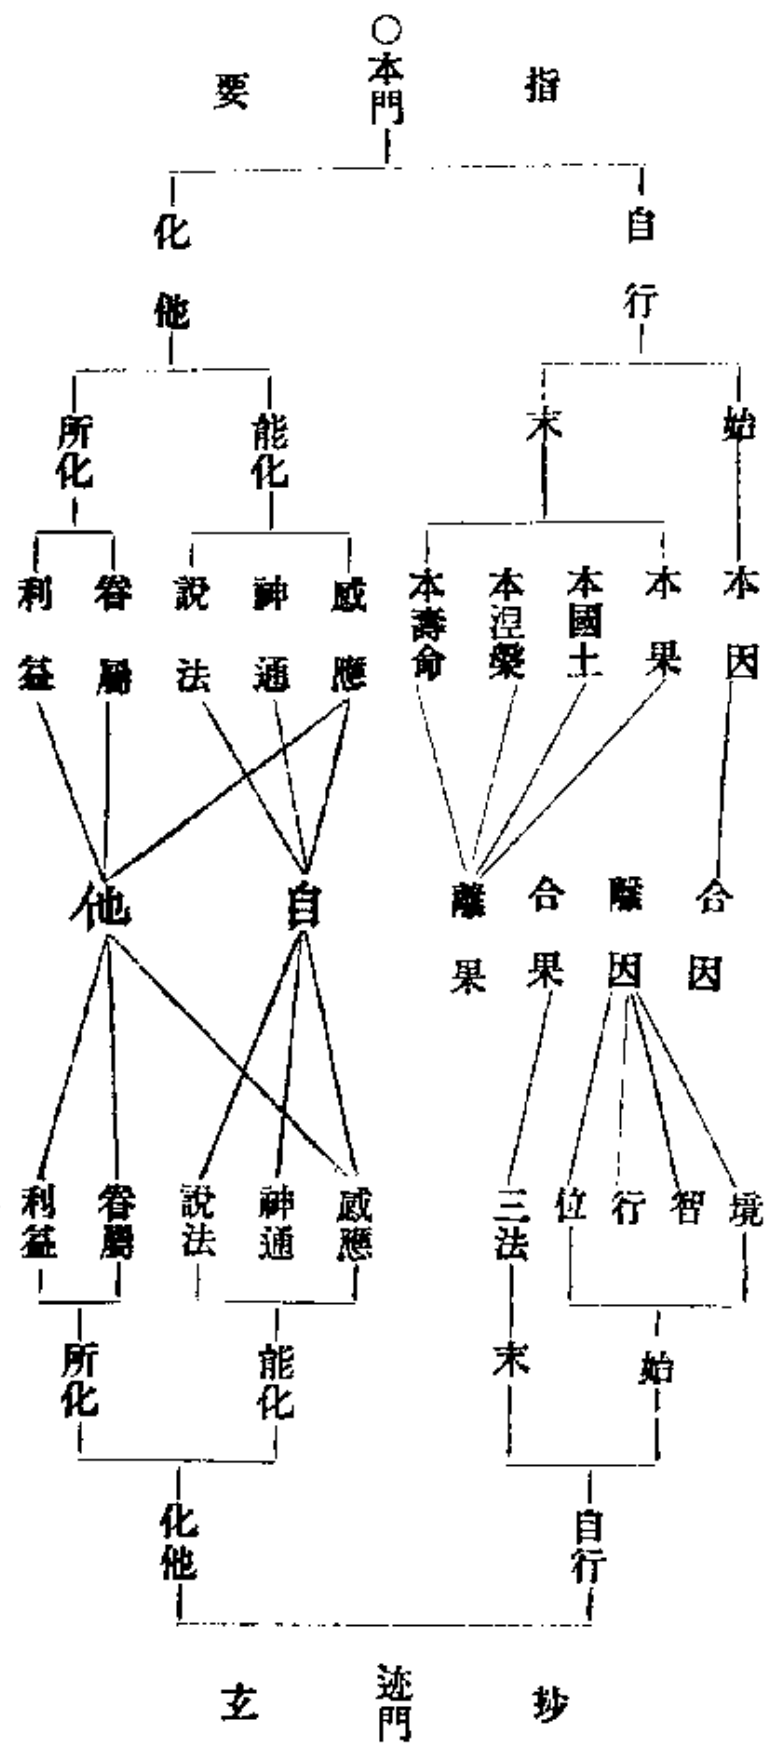 ○本門
指 要
自行 化他
始 末 能化 所化
本因 本果 本國土 本涅槃 本壽命 感應 神通 說法 眷屬 利益
合因 離因 合果 離果 自 他
境 智 行 位 三法 感應 神通 說法 眷屬 利益
始 末 能化 所化
自行 化他
迹門
抄 玄